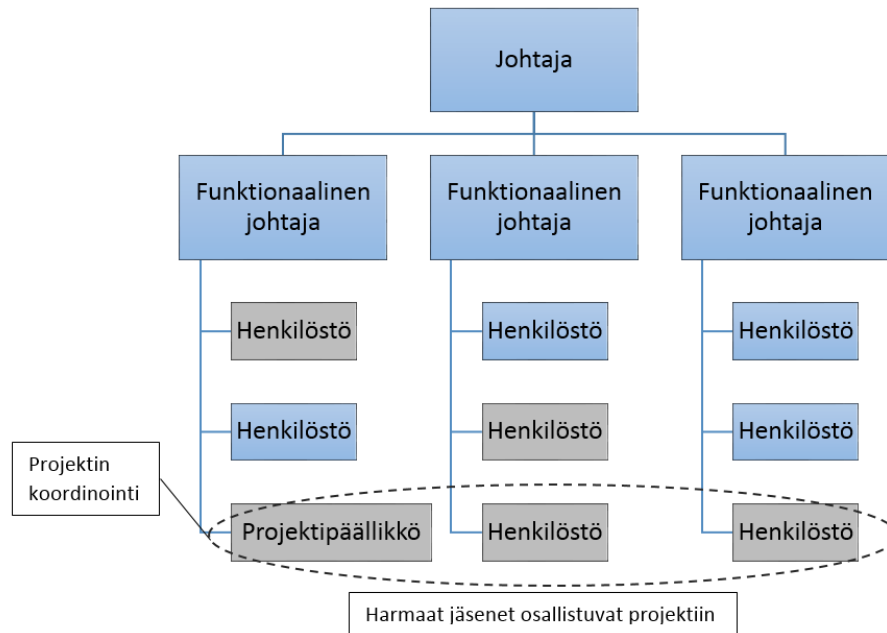 Johtaja
Funktionaalinen
johtaja
Funktionaalinen
johtaja
Funktionaalinen
johtaja
Henkilöstö
Henkilöstö
Henkilöstö
Henkilöstö
Henkilöstö
Henkilöstö
Projektin
koordinointi
Projektipäällikkö
Henkilöstö
Henkilöstö
Harmaat jäsenet osallistuvat projektiin